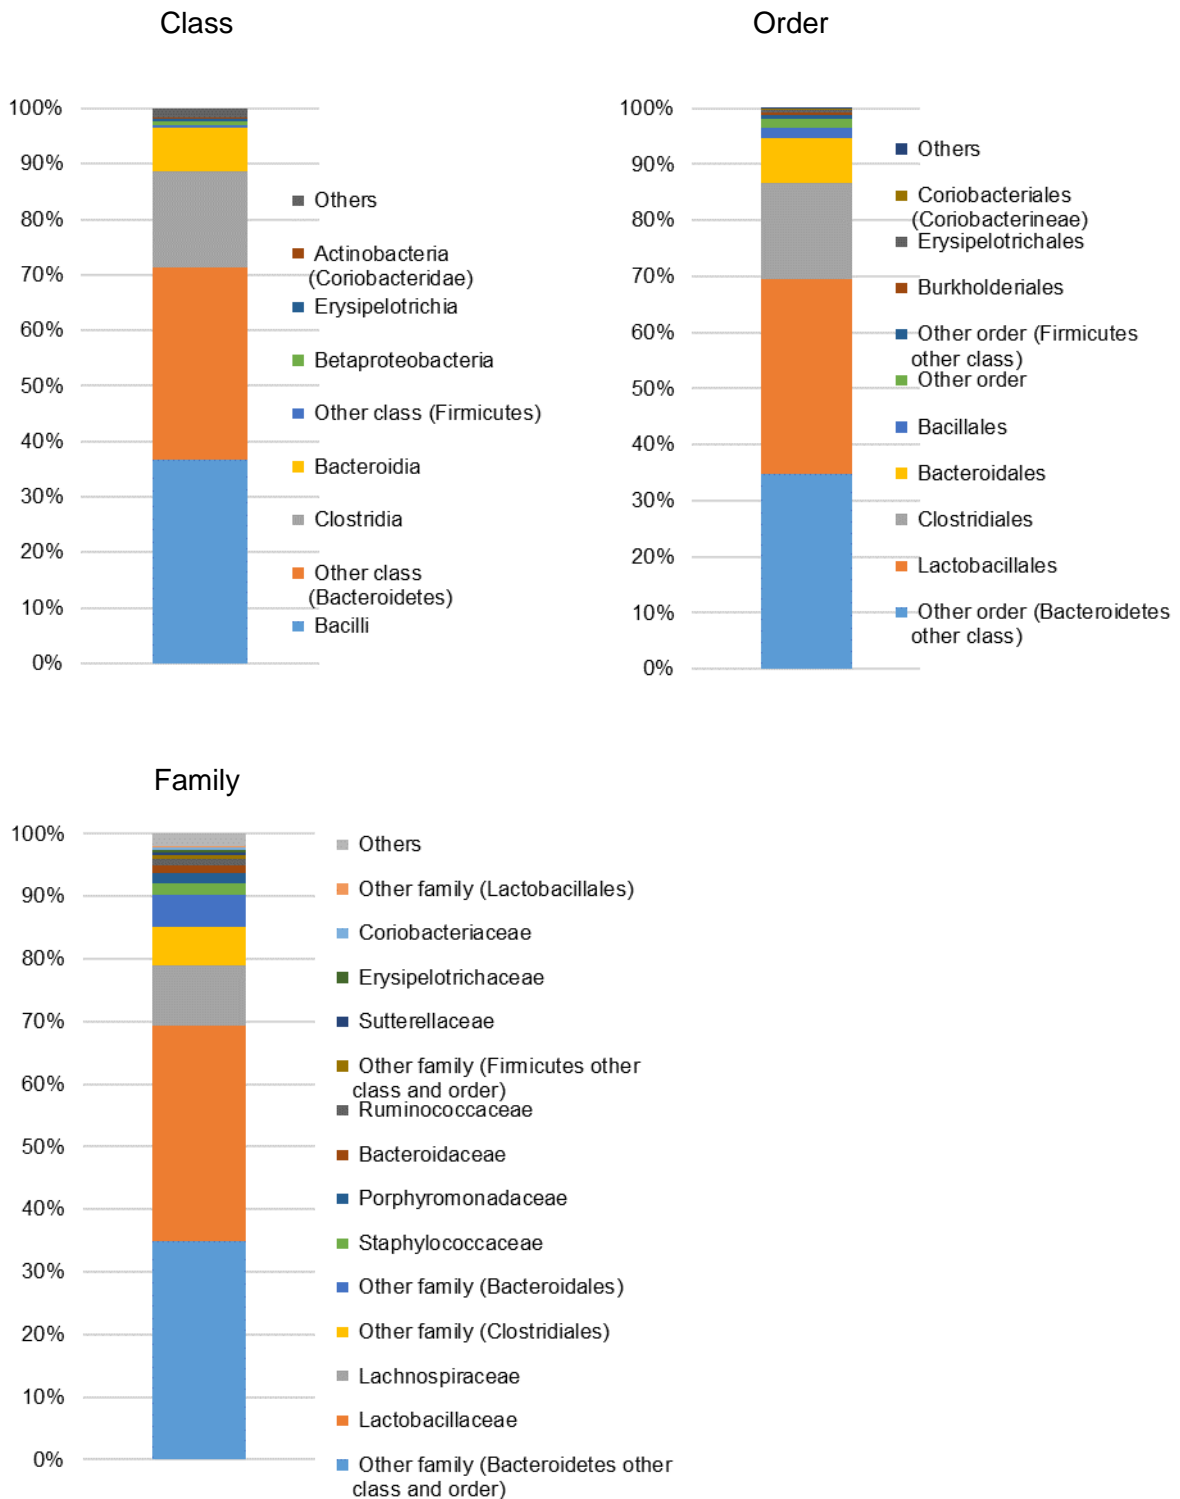 Class
100%
90%
80%
70%
60%
50%
40%
30%
20%
10%
0%
Others
Actinobacteria
(Coriobacteridae)
Erysipelotrichia
Betaproteobacteria
Other class (Firmicutes)
Bacteroidia
Clostridia
Other class
(Bacteroidetes)
Bacilli
Order
100%
90%
80%
70%
60%
50%
40%
30%
20%
10%
0%
Others
Coriobacteriales
(Coriobacterineae)
Erysipelotrichales
Burkholderiales
Other order (Firmicutes
other class)
Other order
Bacillales
Bacteroidales
Clostridiales
Lactobacillales
Other order (Bacteroidetes
other class)
Family
100%
90%
80%
70%
60%
50%
40%
30%
20%
10%
0%
Others
Other family (Lactobacillales)
Coriobacteriaceae
Erysipelotrichaceae
Sutterellaceae
Other family (Firmicutes other
class and order)
Ruminococcaceae
Bacteroidaceae
Porphyromonadaceae
Staphylococcaceae
Other family (Bacteroidales)
Other family (Clostridiales)
Lachnospiraceae
Lactobacillaceae
Other family (Bacteroidetes other
class and order)